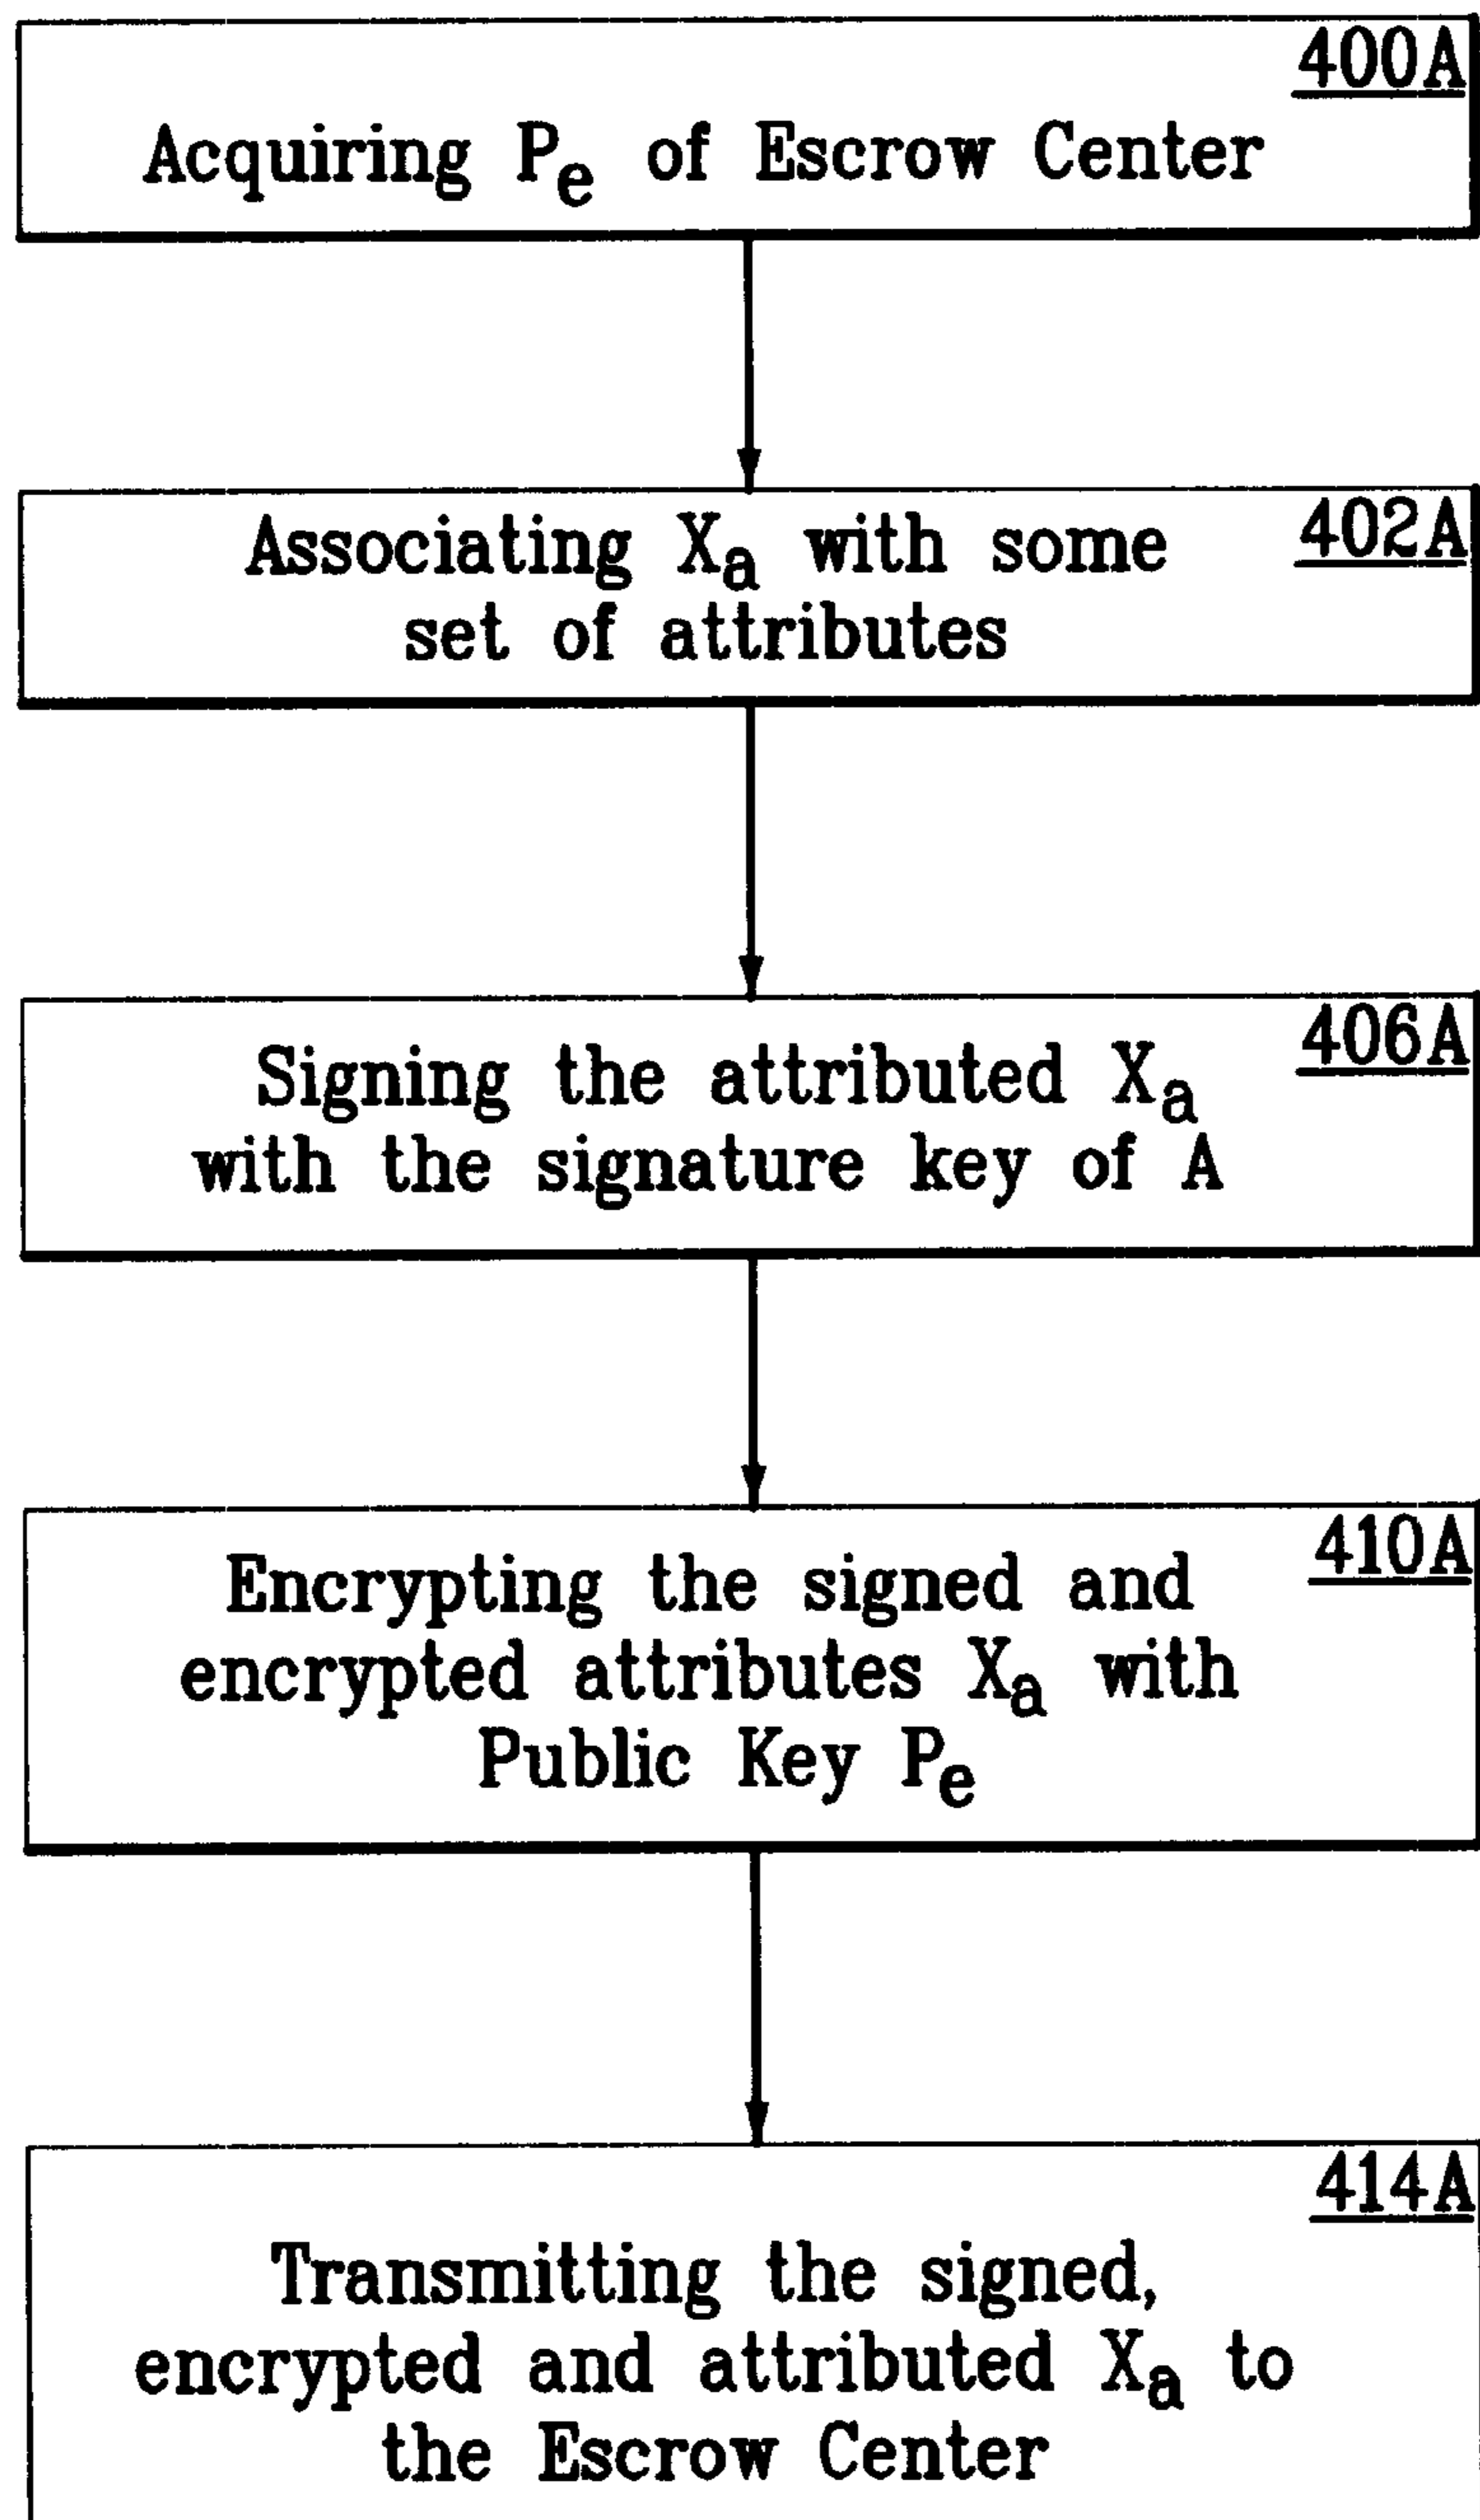 400A
Acquiring Pe of Escrow Center
402A
Associating Xa with some
set of attributes
406A
Signing the attributed Xa
with the signature key of A
410A
Encrypting the signed and
encrypted attributes Xa with
Public Key Pe
414A
Transmitting the signed,
encrypted and attributed Xa to
the Escrow Center